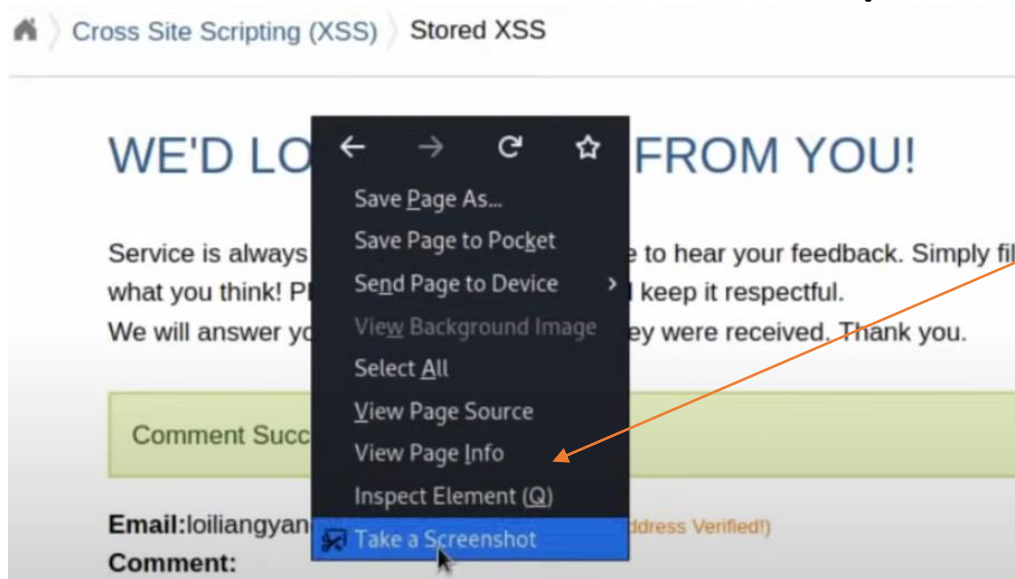 Cross Site Scripting (XSS) Stored XSS
WE'D LO FROM YOU!
Save Page As...
Save Page to Pocket
Send Page to Device
View Background Image
Select All
View Page Source
View Page Info
Inspect Element (Q)
Take a Screenshot
Service is always e to hear your feedback. Simply fil
what you think! Pl keep it respectful.
We will answer yo ey were received. Thank you.
Comment Succ
Email:loiliangyan ddress Verified!)
Comment: